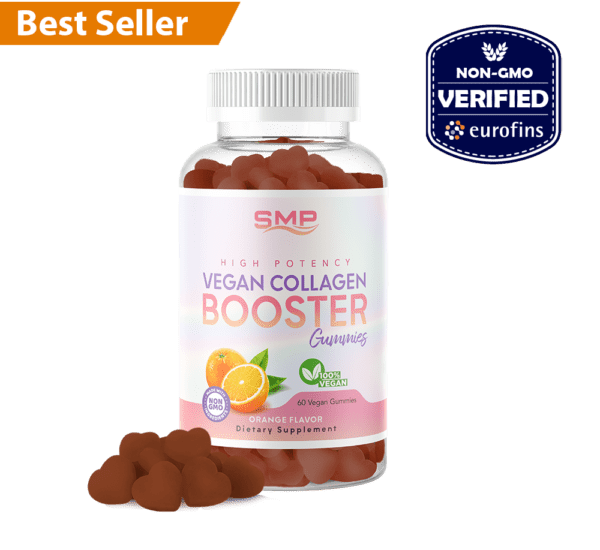 Best Seller
NON-GMO
VERIFIED
eurofins
SMP
HIGH POTENCY
VEGAN COLLAGEN
BOOSTER
Gummies
100%
VEGAN
NON
GMO
60 Vegan Gummies
ORANGE FLAVOR
Dietary Supplement